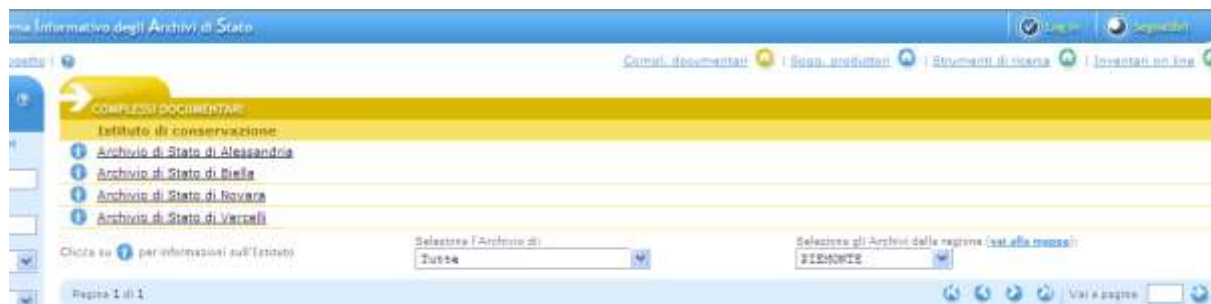 Informativo degli Archivi di Stato Log in
Compl. documentari | Sogg. produttori | Strumenti di ricerca | Inventari on line
COMPLESSI DOCUMENTARI
Istituto di conservazione
Archivio di Stato di Alessandria
Archivio di Stato di Biella
Archivio di Stato di Novara
Archivio di Stato di Vercelli
Clicca su per informazioni sull'Istituto
Seleziona l'Archivio di:
Tutte
Seleziona gli Archivi della regione (vai alla mappa):
PIEMONTE
Pagina 1 di 1 Vai a pagina